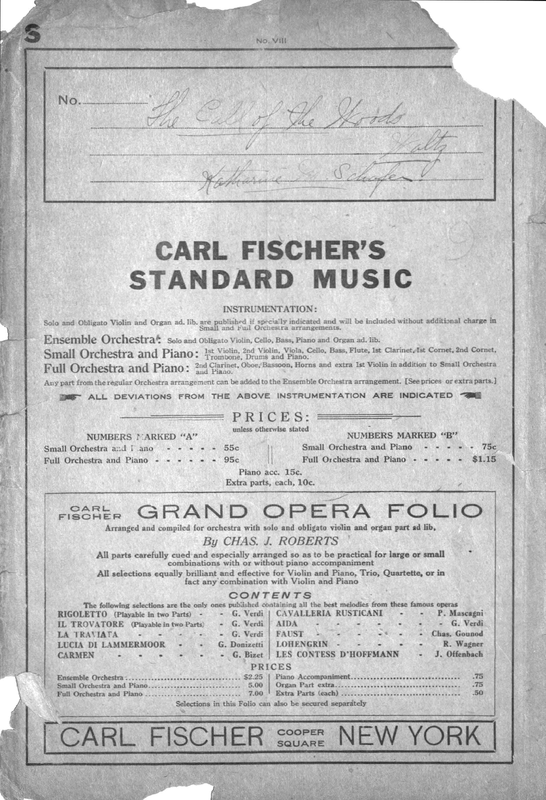 S
No. VIII
No.
The Call of the Woods
Waltz
Katharine M. Schafer
CARL FISCHER'S
STANDARD MUSIC
INSTRUMENTATION:
Solo and Obligato Violin and Organ ad. lib. are published if specially indicated and will be included without additional charge in
Small and Full Orchestra arrangements.
Ensemble Orchestra: Solo and Obligato Violin, Cello, Bass, Piano and Organ ad. lib.
Small Orchestra and Piano: 1st Violin, 2nd Violin, Viola, Cello, Bass, Flute, 1st Clarinet, 1st Cornet, 2nd Cornet,
Trombone, Drums and Piano.
Full Orchestra and Piano: 2nd Clarinet, Oboe, Bassoon, Horns and extra 1st Violin in addition to Small Orchestra
and Piano.
Any part from the regular Orchestra arrangement can be added to the Ensemble Orchestra arrangement. [See prices or extra parts.]
ALL DEVIATIONS FROM THE ABOVE INSTRUMENTATION ARE INDICATED
PRICES:
unless otherwise stated
NUMBERS MARKED "A"
Small Orchestra and Piano - - - - - 55c
Full Orchestra and Piano - - - - - 95c
NUMBERS MARKED "B"
Small Orchestra and Piano - - - - - 75c
Full Orchestra and Piano - - - - - $1.15
Piano acc. 15c.
Extra parts, each, 10c.
CARL FISCHER GRAND OPERA FOLIO
Arranged and compiled for orchestra with solo and obligato violin and organ part ad lib,
By CHAS. J. ROBERTS
All parts carefully cued and especially arranged so as to be practical for large or small
combinations with or without piano accompaniment
All selections equally brilliant and effective for Violin and Piano, Trio, Quartette, or in
fact any combination with Violin and Piano
CONTENTS
The following selections are the only ones published containing all the best melodies from these famous operas
RIGOLETTO (Playable in two Parts) - - G. Verdi
IL TROVATORE (Playable in two Parts) - G. Verdi
LA TRAVIATA - - - - - G. Verdi
LUCIA DI LAMMERMOOR - - G. Donizetti
CARMEN - - - - - - G. Bizet
CAVALLERIA RUSTICANI - - P. Mascagni
AIDA - - - - - G. Verdi
FAUST - - - - - Chas. Gounod
LOHENGRIN - - - - R. Wagner
LES CONTESS D'HOFFMANN - - J. Offenbach
PRICES
Ensemble Orchestra ........ $2.25
Small Orchestra and Piano ........ 5.00
Full Orchestra and Piano ........ 7.00
Piano Accompaniment ........ .75
Organ Part extra ........ .75
Extra Parts (each) ........ .50
Selections in this Folio can also be secured separately
CARL FISCHER COOPER SQUARE NEW YORK